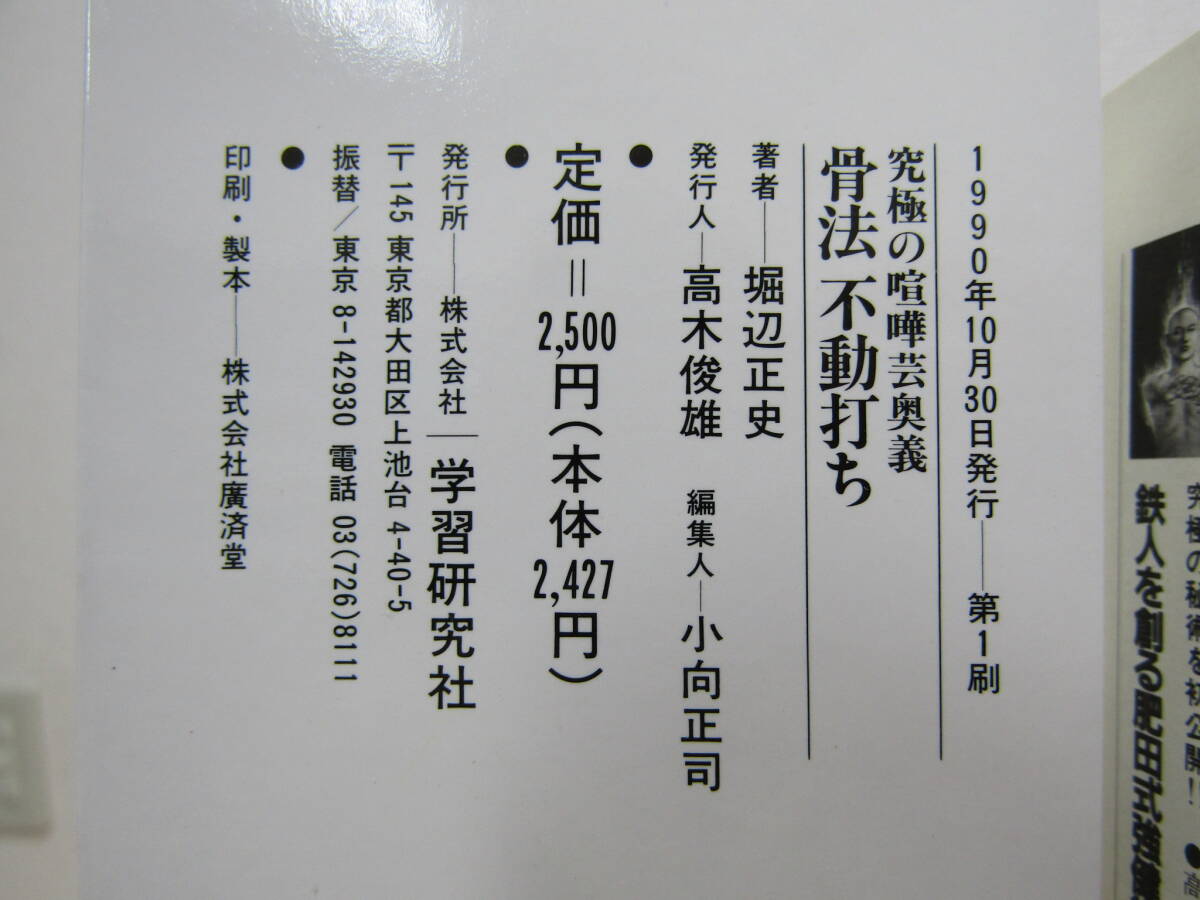 1990年10月30日発行──第1刷
究極の喧嘩芸奥義
骨法 不動打ち
著者──堀辺正史
発行人─高木俊雄 編集人─小向正司
●
定価=2,500円(本体2,427円)
●
発行所──株式会社|学習研究社
〒145 東京都大田区上池台 4-40-5
振替/東京 8-142930 電話 03(726)8111
●
印刷・製本──株式会社廣済堂
究極の秘術を初公開!
鉄人を創る肥田式強健